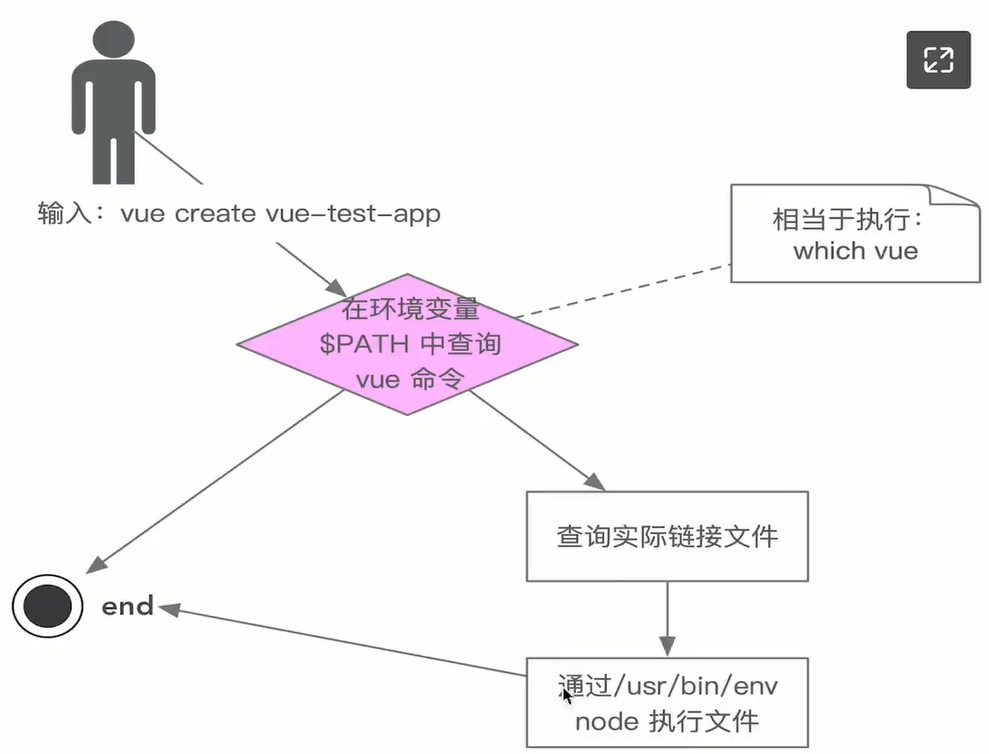 输入：vue create vue-test-app
相当于执行：
which vue
在环境变量
$PATH 中查询
vue 命令
查询实际链接文件
end
通过/usr/bin/env
node 执行文件